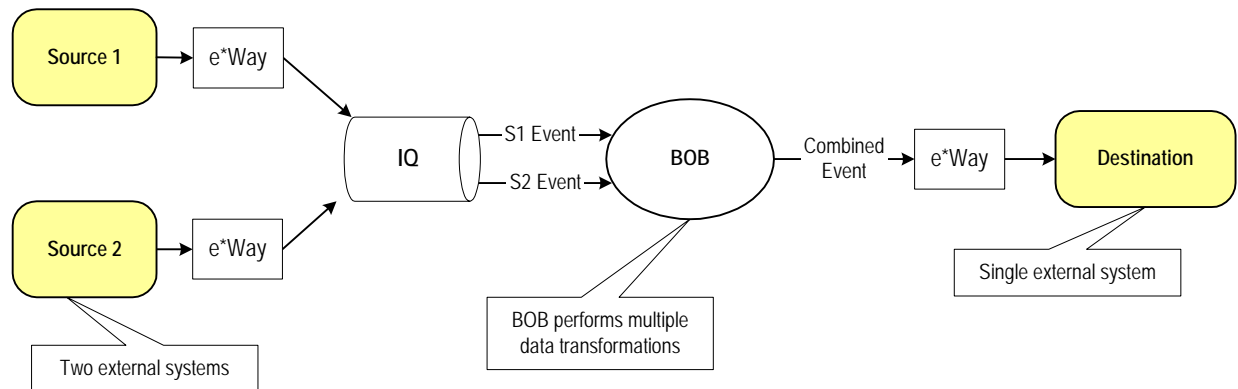 Source 1
e*Way
Source 2
e*Way
Two external systems
IQ
S1 Event
S2 Event
BOB
BOB performs multiple
data transformations
Combined
Event
e*Way
Destination
Single external system